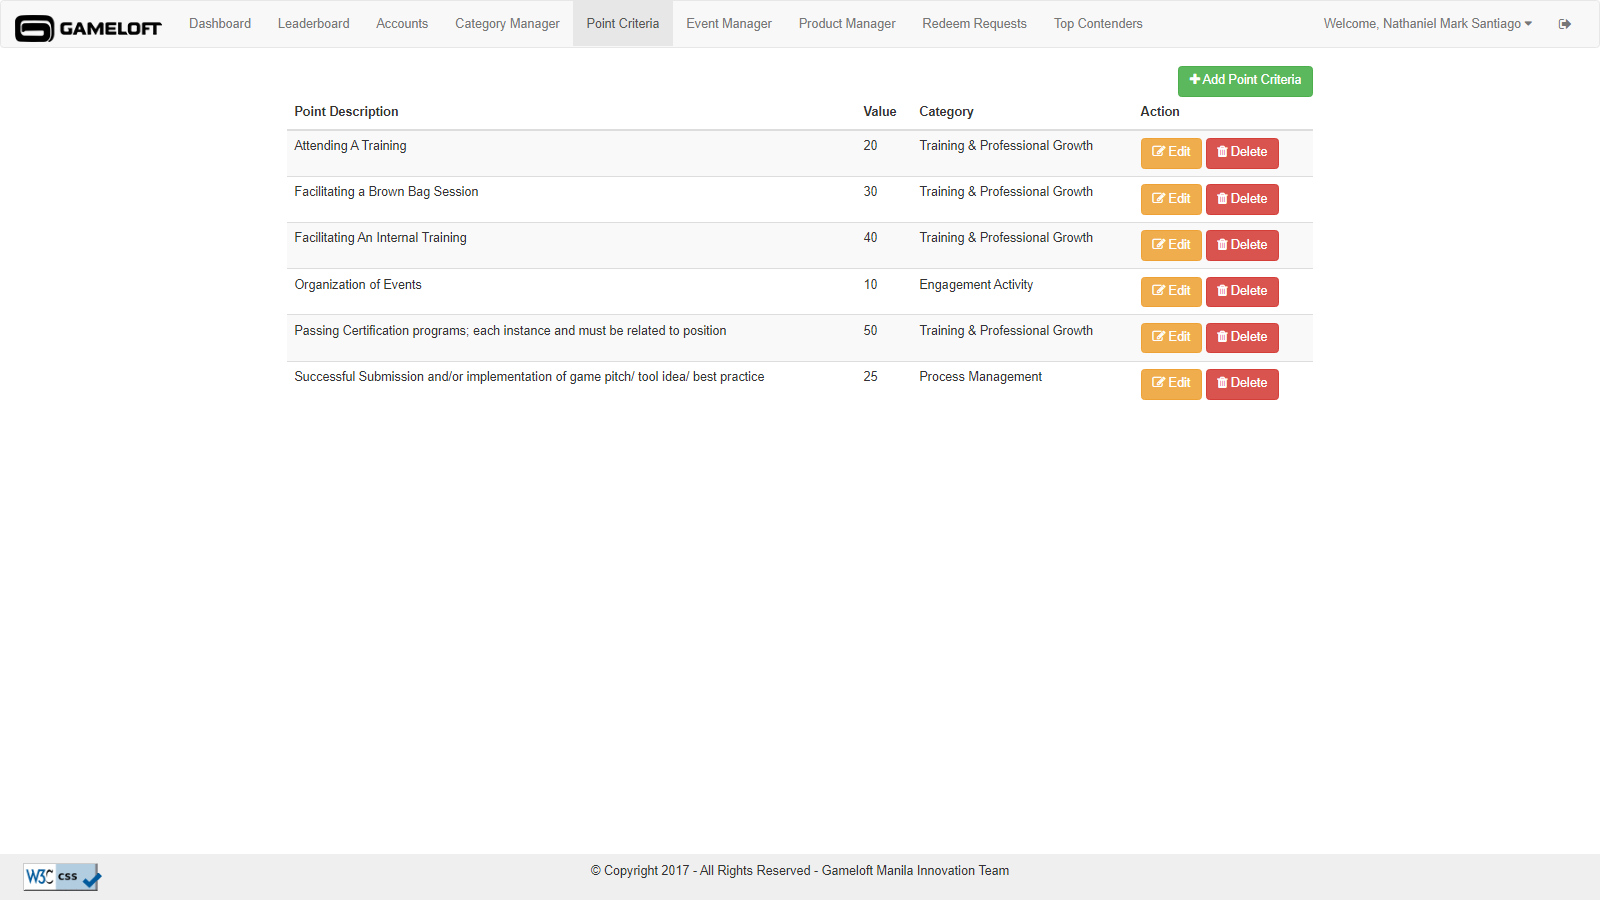 GAMELOFT Dashboard Leaderboard Accounts Category Manager Point Criteria Event Manager Product Manager Redeem Requests Top Contenders Welcome, Nathaniel Mark Santiago
Add Point Criteria
Point Description Value Category Action
Attending A Training 20 Training & Professional Growth Edit Delete
Facilitating a Brown Bag Session 30 Training & Professional Growth Edit Delete
Facilitating An Internal Training 40 Training & Professional Growth Edit Delete
Organization of Events 10 Engagement Activity Edit Delete
Passing Certification programs; each instance and must be related to position 50 Training & Professional Growth Edit Delete
Successful Submission and/or implementation of game pitch/ tool idea/ best practice 25 Process Management Edit Delete
W3C css © Copyright 2017 - All Rights Reserved - Gameloft Manila Innovation Team